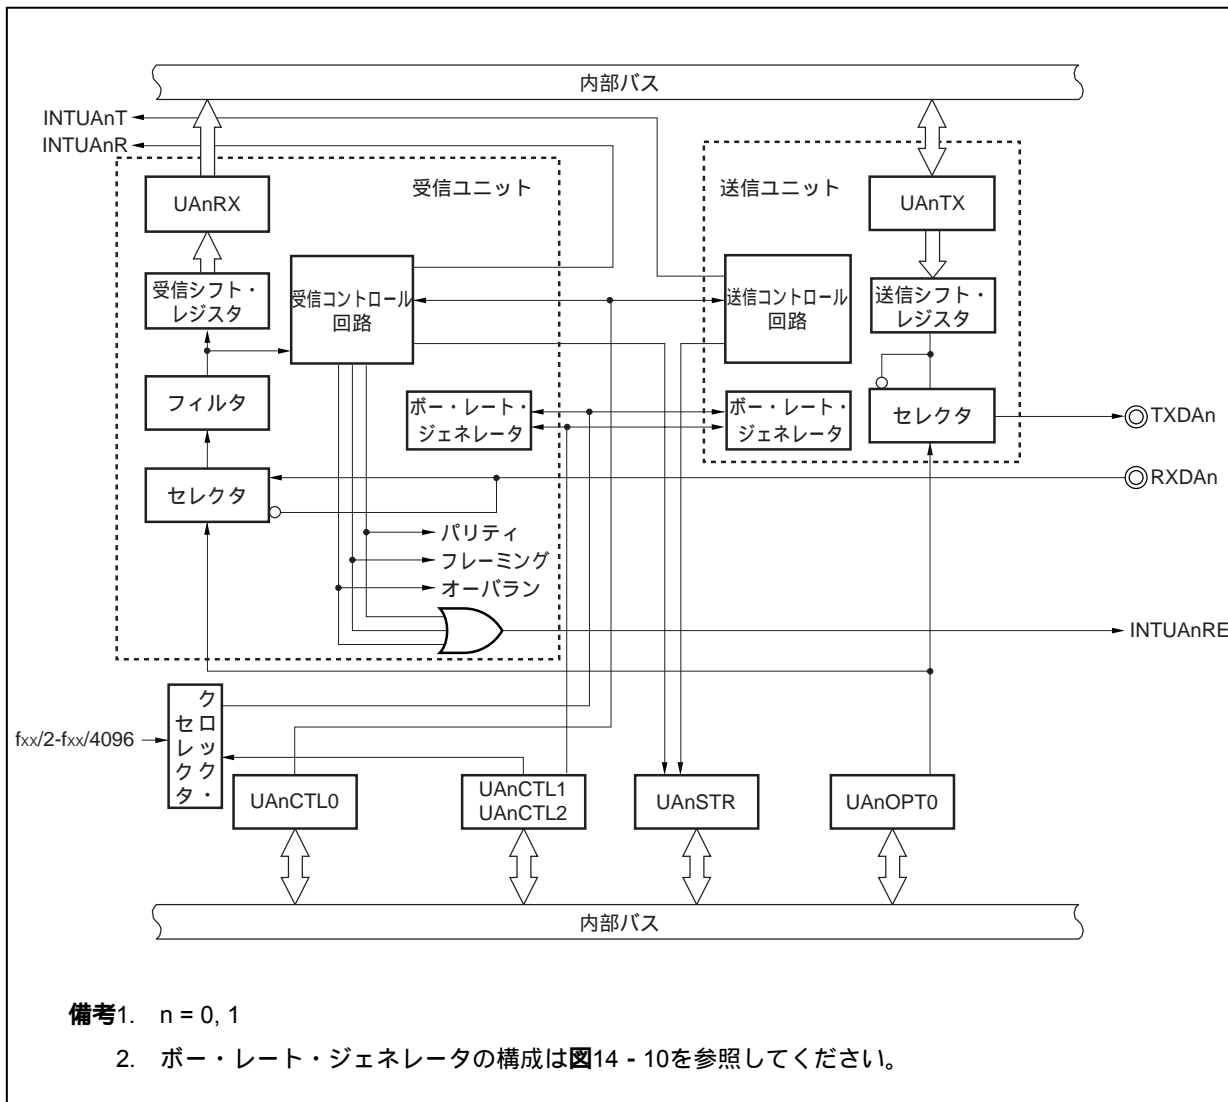 内部バス
INTUAnT
INTUAnR
受信ユニット
送信ユニット
UAnRX
UAnTX
受信シフト・
レジスタ
受信コントロール
回路
送信コントロール
回路
送信シフト・
レジスタ
フィルタ
ボー・レート・
ジェネレータ
ボー・レート・
ジェネレータ
セレクタ
TXDAn
セレクタ
RXDAn
パリティ
フレーミング
オーバラン
INTUAnRE
fxx/2-fxx/4096
クロック・
セレクタ
UAnCTL0
UAnCTL1
UAnCTL2
UAnSTR
UAnOPT0
内部バス
備考1. n = 0, 1
2. ボー・レート・ジェネレータの構成は図14 - 10を参照してください。